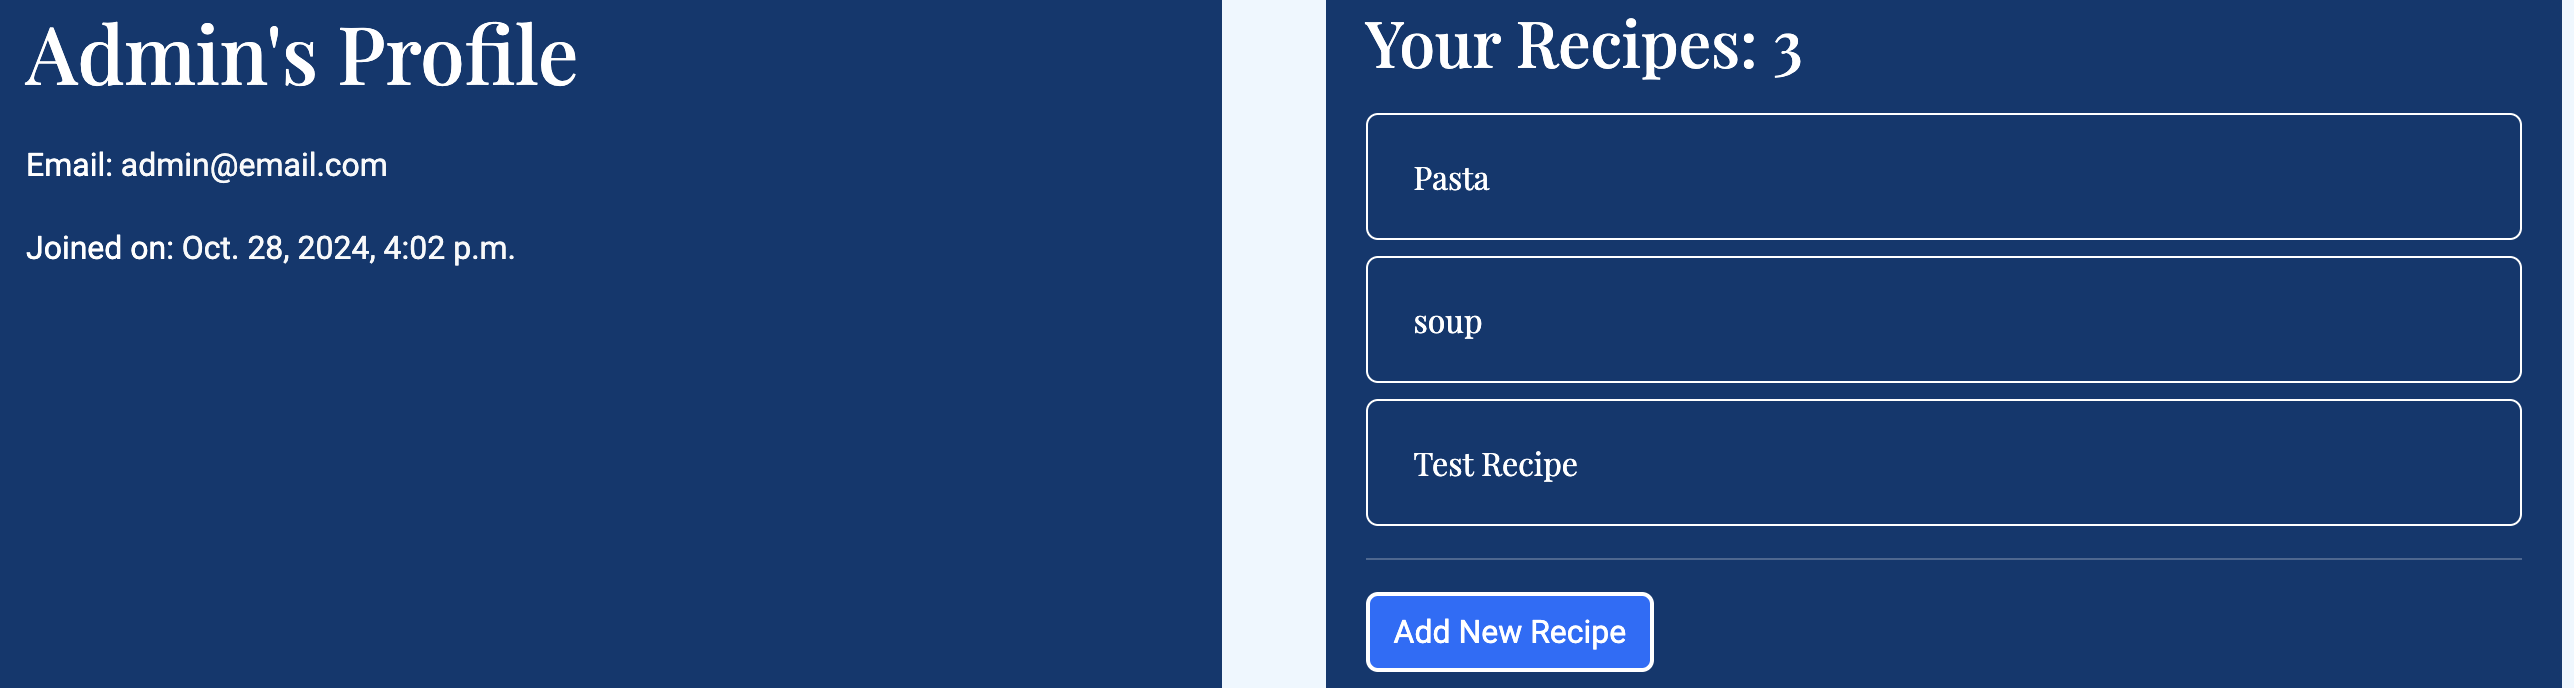 Admin's Profile
Email: admin@email.com
Joined on: Oct. 28, 2024, 4:02 p.m.
Your Recipes: 3
Pasta
soup
Test Recipe
Add New Recipe